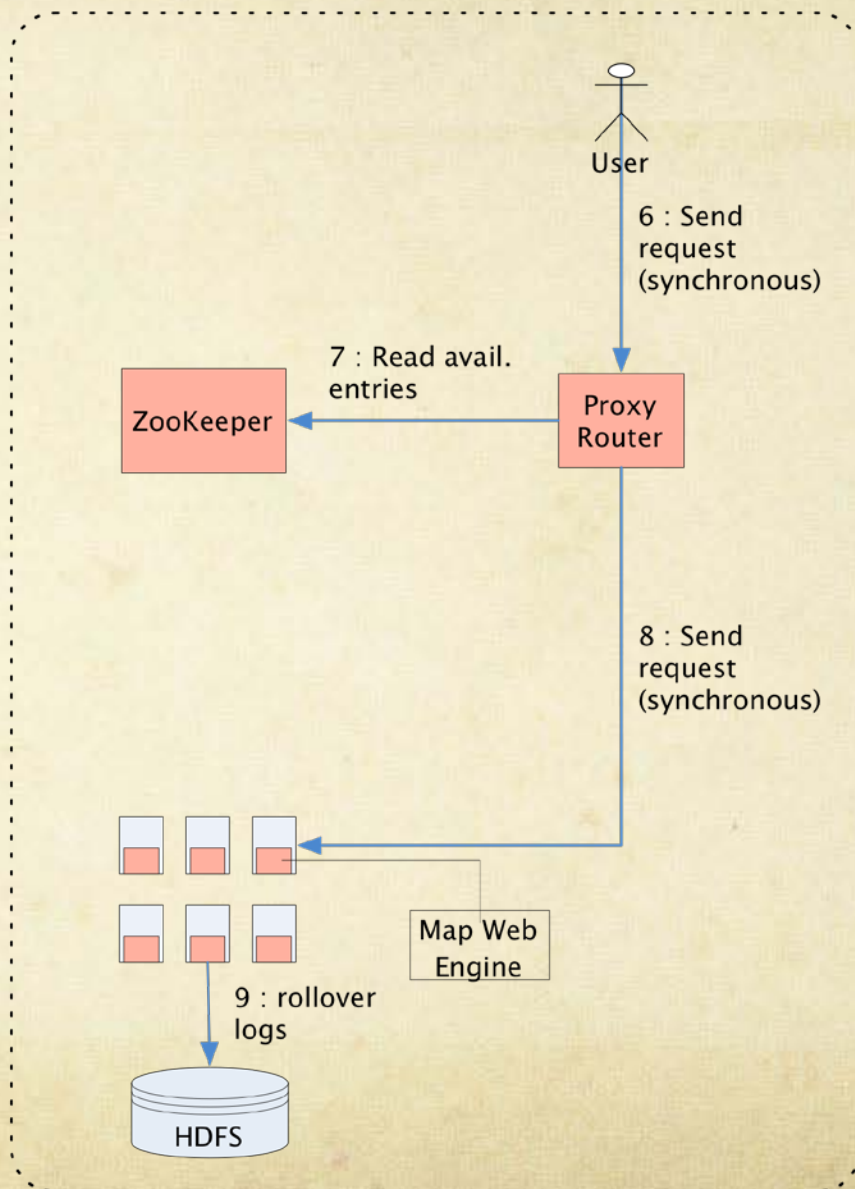 User
6 : Send
request
(synchronous)
7 : Read avail.
entries
ZooKeeper
Proxy
Router
8 : Send
request
(synchronous)
Map Web
Engine
9 : rollover
logs
HDFS